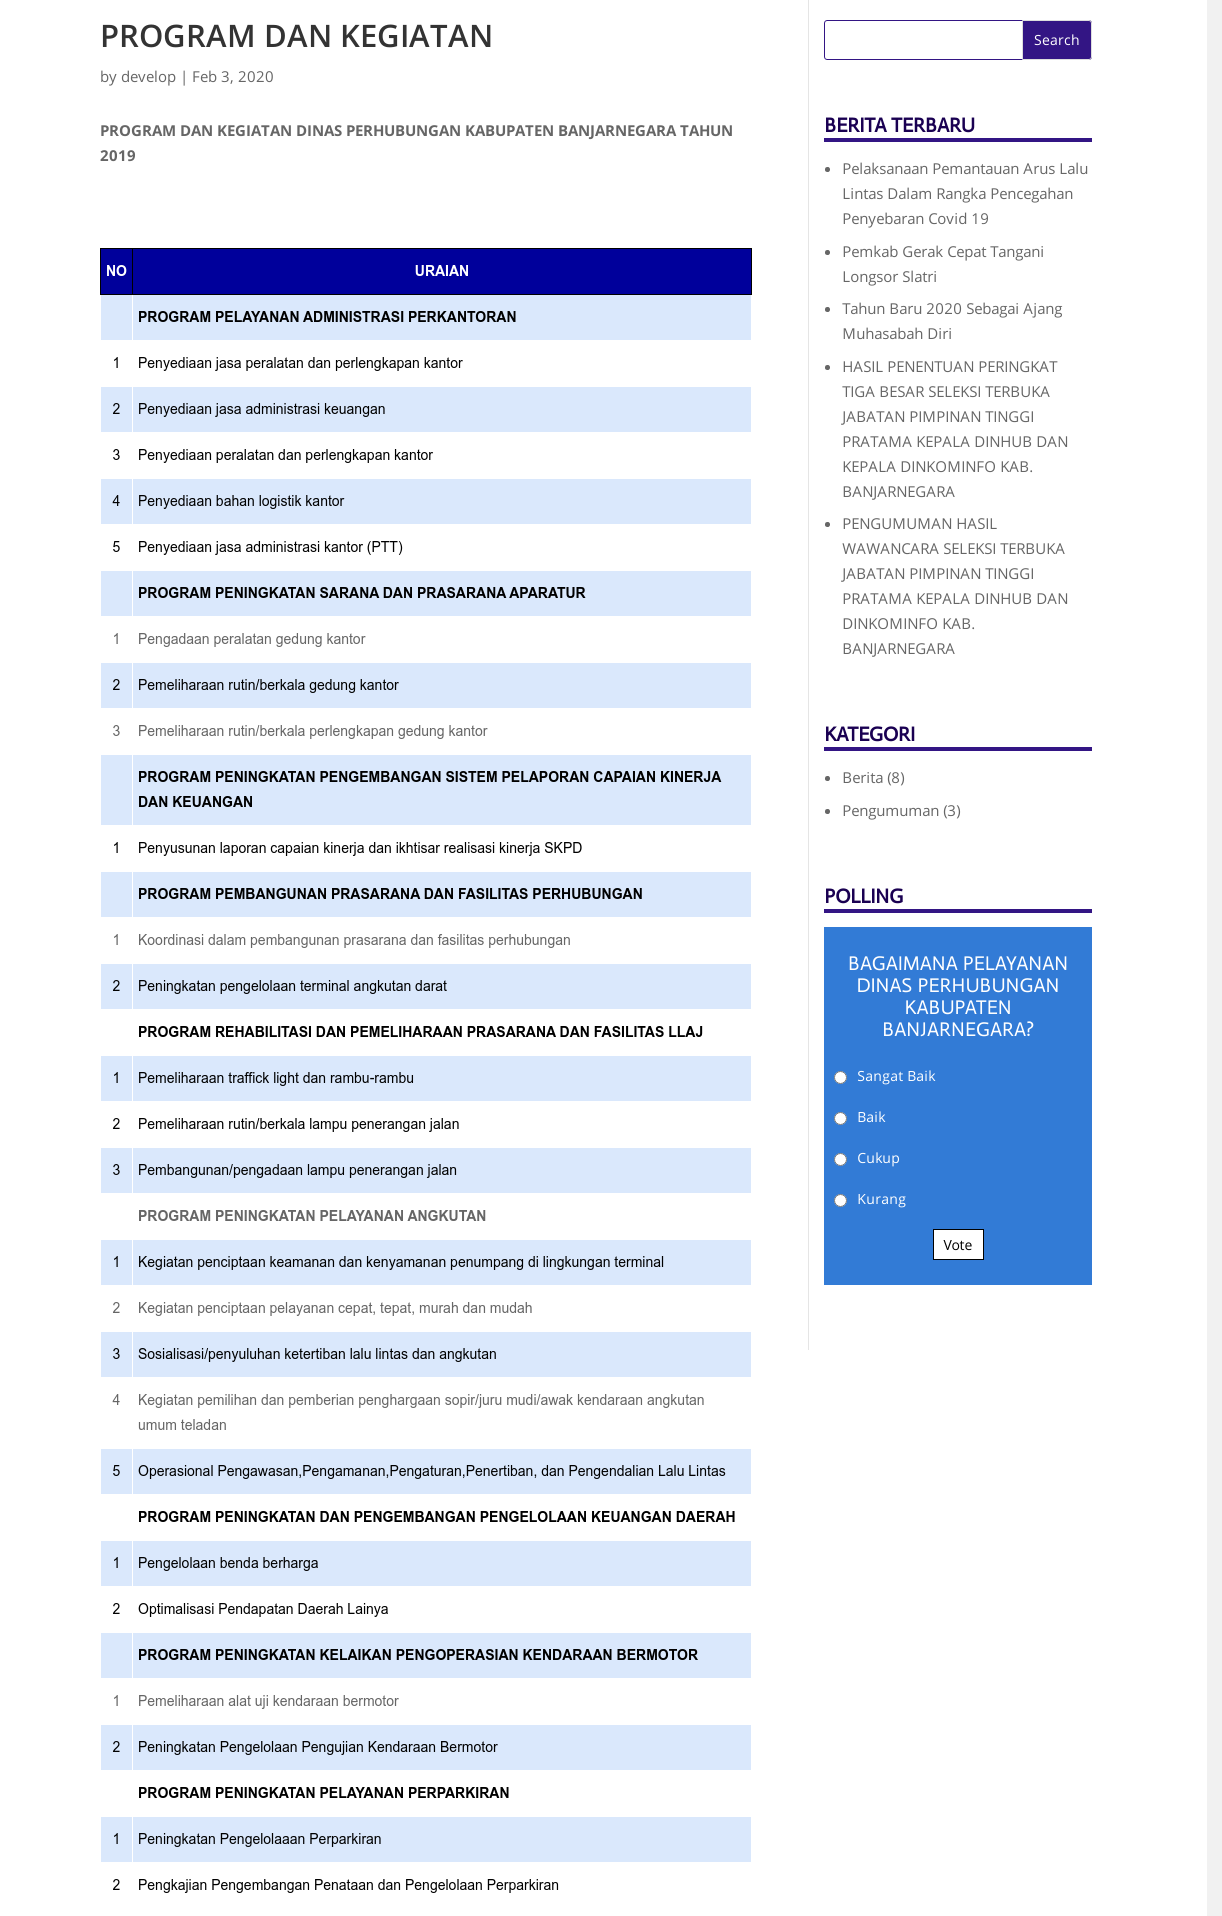 PROGRAM DAN KEGIATAN
by develop | Feb 3, 2020
PROGRAM DAN KEGIATAN DINAS PERHUBUNGAN KABUPATEN BANJARNEGARA TAHUN
2019
NO URAIAN
PROGRAM PELAYANAN ADMINISTRASI PERKANTORAN
1 Penyediaan jasa peralatan dan perlengkapan kantor
2 Penyediaan jasa administrasi keuangan
3 Penyediaan peralatan dan perlengkapan kantor
4 Penyediaan bahan logistik kantor
5 Penyediaan jasa administrasi kantor (PTT)
PROGRAM PENINGKATAN SARANA DAN PRASARANA APARATUR
1 Pengadaan peralatan gedung kantor
2 Pemeliharaan rutin/berkala gedung kantor
3 Pemeliharaan rutin/berkala perlengkapan gedung kantor
PROGRAM PENINGKATAN PENGEMBANGAN SISTEM PELAPORAN CAPAIAN KINERJA
DAN KEUANGAN
1 Penyusunan laporan capaian kinerja dan ikhtisar realisasi kinerja SKPD
PROGRAM PEMBANGUNAN PRASARANA DAN FASILITAS PERHUBUNGAN
1 Koordinasi dalam pembangunan prasarana dan fasilitas perhubungan
2 Peningkatan pengelolaan terminal angkutan darat
PROGRAM REHABILITASI DAN PEMELIHARAAN PRASARANA DAN FASILITAS LLAJ
1 Pemeliharaan traffick light dan rambu-rambu
2 Pemeliharaan rutin/berkala lampu penerangan jalan
3 Pembangunan/pengadaan lampu penerangan jalan
PROGRAM PENINGKATAN PELAYANAN ANGKUTAN
1 Kegiatan penciptaan keamanan dan kenyamanan penumpang di lingkungan terminal
2 Kegiatan penciptaan pelayanan cepat, tepat, murah dan mudah
3 Sosialisasi/penyuluhan ketertiban lalu lintas dan angkutan
4 Kegiatan pemilihan dan pemberian penghargaan sopir/juru mudi/awak kendaraan angkutan
umum teladan
5 Operasional Pengawasan,Pengamanan,Pengaturan,Penertiban, dan Pengendalian Lalu Lintas
PROGRAM PENINGKATAN DAN PENGEMBANGAN PENGELOLAAN KEUANGAN DAERAH
1 Pengelolaan benda berharga
2 Optimalisasi Pendapatan Daerah Lainya
PROGRAM PENINGKATAN KELAIKAN PENGOPERASIAN KENDARAAN BERMOTOR
1 Pemeliharaan alat uji kendaraan bermotor
2 Peningkatan Pengelolaan Pengujian Kendaraan Bermotor
PROGRAM PENINGKATAN PELAYANAN PERPARKIRAN
1 Peningkatan Pengelolaaan Perparkiran
2 Pengkajian Pengembangan Penataan dan Pengelolaan Perparkiran
Search
BERITA TERBARU
Pelaksanaan Pemantauan Arus Lalu
Lintas Dalam Rangka Pencegahan
Penyebaran Covid 19
Pemkab Gerak Cepat Tangani
Longsor Slatri
Tahun Baru 2020 Sebagai Ajang
Muhasabah Diri
HASIL PENENTUAN PERINGKAT
TIGA BESAR SELEKSI TERBUKA
JABATAN PIMPINAN TINGGI
PRATAMA KEPALA DINHUB DAN
KEPALA DINKOMINFO KAB.
BANJARNEGARA
PENGUMUMAN HASIL
WAWANCARA SELEKSI TERBUKA
JABATAN PIMPINAN TINGGI
PRATAMA KEPALA DINHUB DAN
DINKOMINFO KAB.
BANJARNEGARA
KATEGORI
Berita (8)
Pengumuman (3)
POLLING
BAGAIMANA PELAYANAN
DINAS PERHUBUNGAN
KABUPATEN
BANJARNEGARA?
Sangat Baik
Baik
Cukup
Kurang
Vote